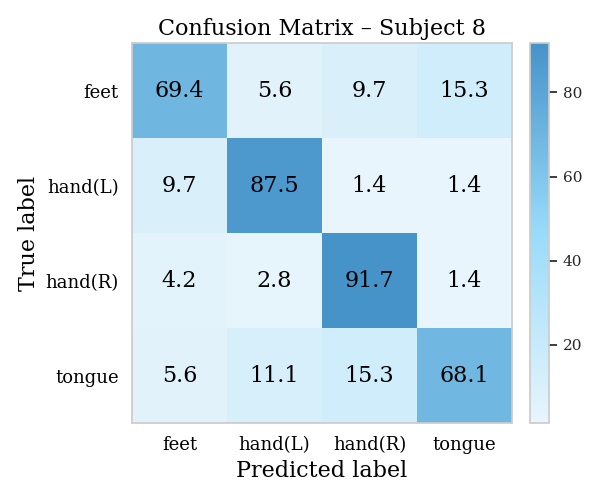 Confusion Matrix – Subject 8
feet 69.4 5.6 9.7 15.3
hand(L) 9.7 87.5 1.4 1.4
hand(R) 4.2 2.8 91.7 1.4
tongue 5.6 11.1 15.3 68.1
feet hand(L) hand(R) tongue
Predicted label
True label
80
60
40
20